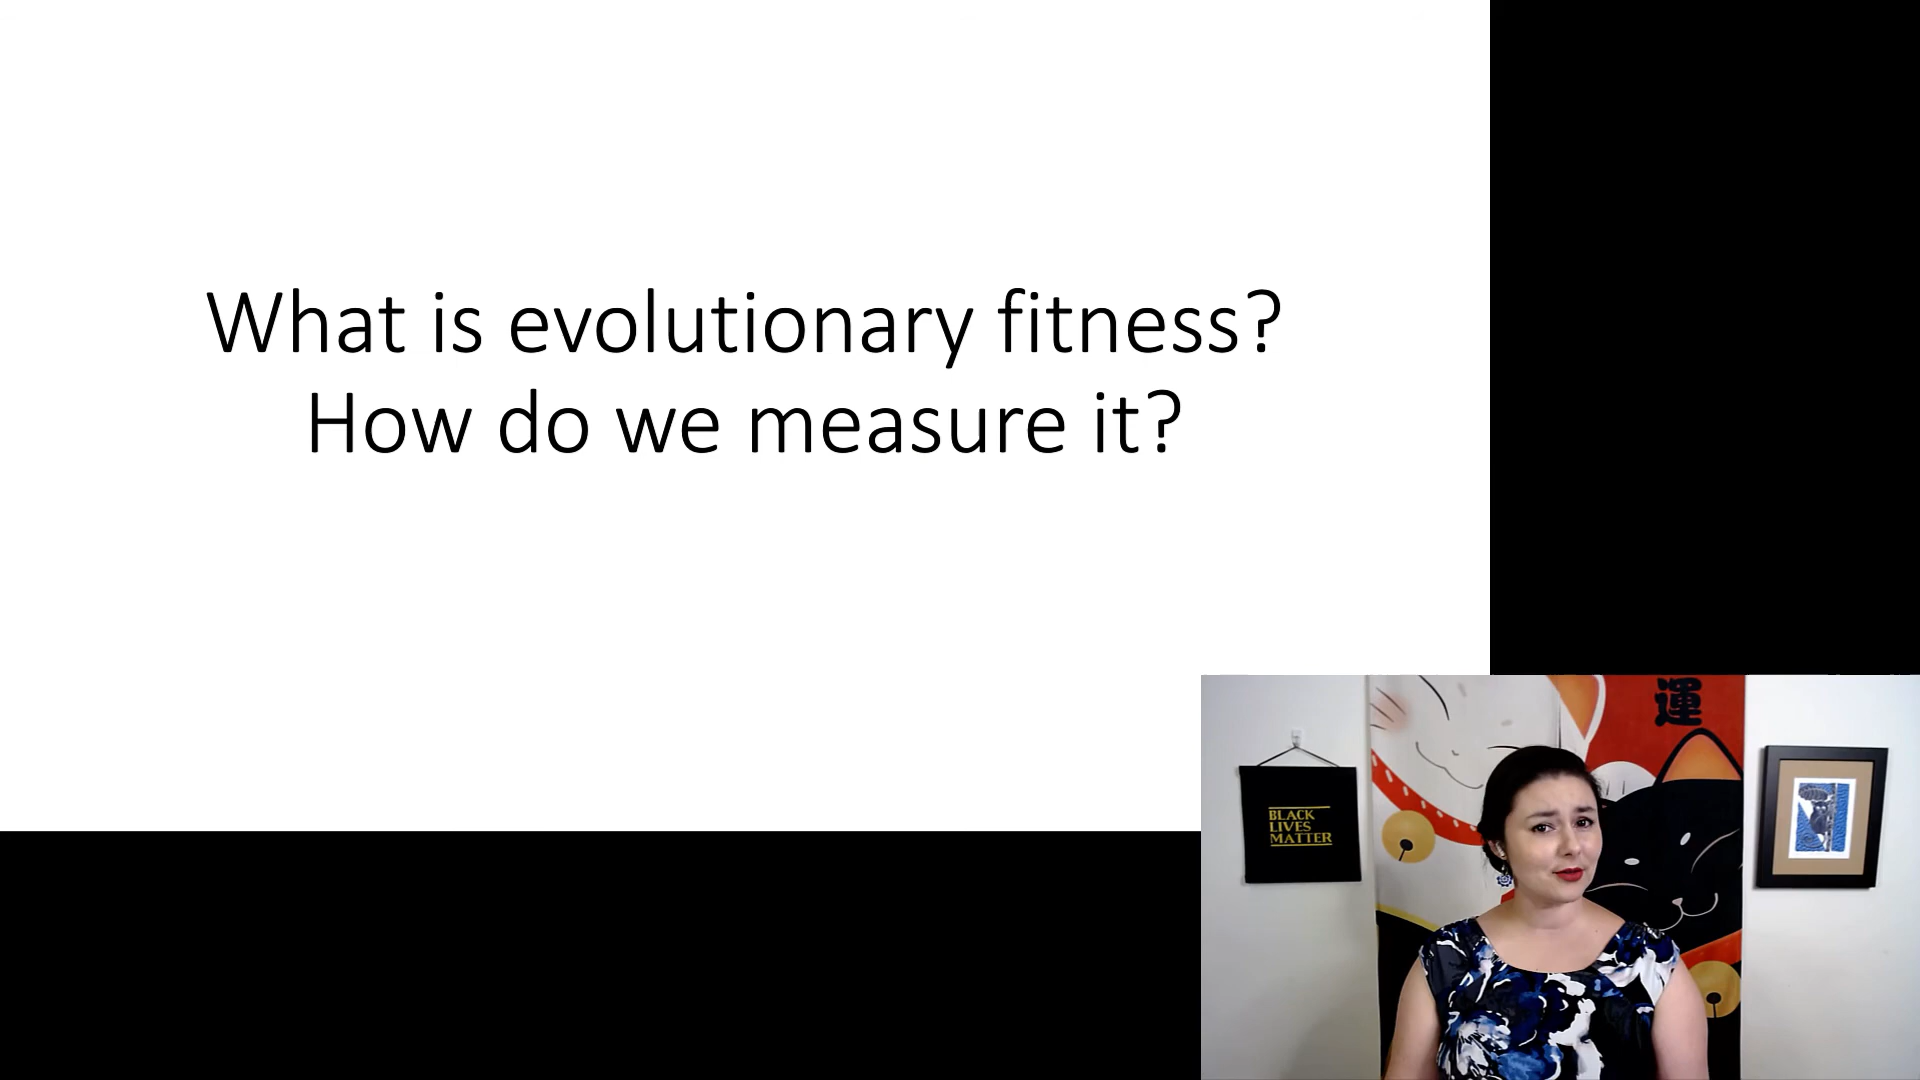 What is evolutionary fitness?
How do we measure it?
運
BLACK
LIVES
MATTER